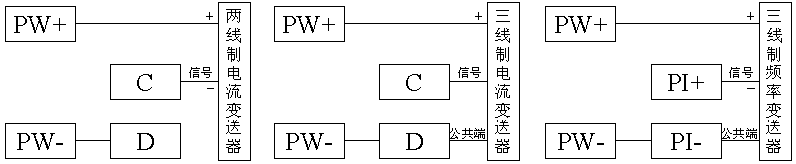 PW+
+
两线制电流变送器
C
信号
−
PW-
D
PW+
+
三线制电流变送器
C
信号
PW-
D
公共端
PW+
+
三线制频率变送器
PI+
信号
−
PW-
PI-
公共端